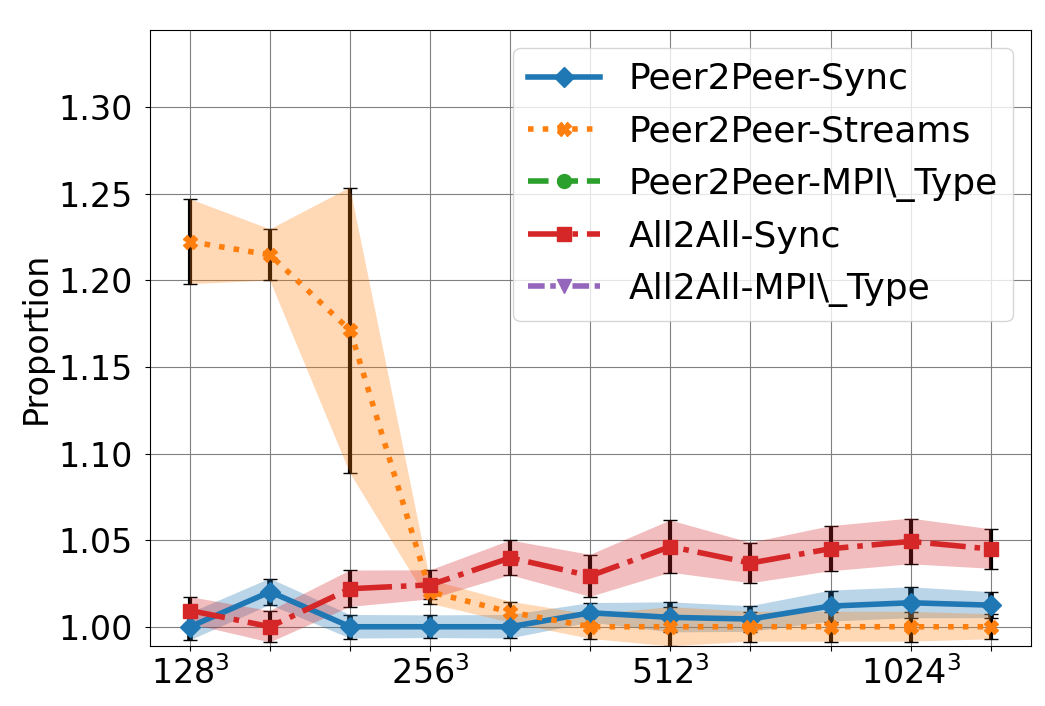 Proportion
1.30
1.25
1.20
1.15
1.10
1.05
1.00
128³
256³
512³
1024³
Peer2Peer-Sync
Peer2Peer-Streams
Peer2Peer-MPI\_Type
All2All-Sync
All2All-MPI\_Type